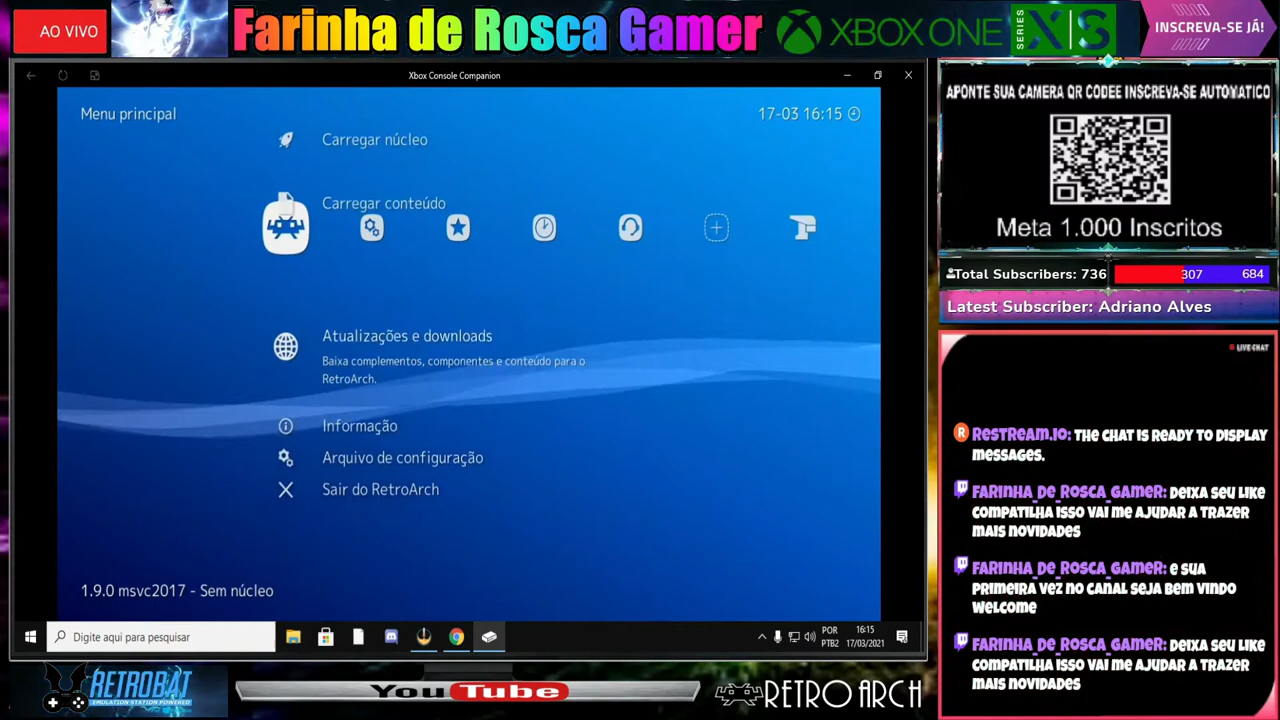 AO VIVO
Farinha de Rosca Gamer
XBOX ONE
SERIES X|S
INSCREVA-SE JÁ!
Xbox Console Companion
Menu principal
17-03 16:15
Carregar núcleo
Carregar conteúdo
Atualizações e downloads
Baixa complementos, componentes e conteúdo para o
RetroArch.
Informação
Arquivo de configuração
Sair do RetroArch
1.9.0 msvc2017 - Sem núcleo
Digite aqui para pesquisar
POR
PTB2
16:15
17/03/2021
APONTE SUA CAMERA QR CODEE INSCREVA-SE AUTOMATICO
Meta 1.000 Inscritos
Total Subscribers: 736
307
684
Latest Subscriber: Adriano Alves
LIVE CHAT
Restream.io: THE CHAT IS READY TO DISPLAY
MESSAGES.
FARINHA_DE_ROSCA_GAMER: DEIXA SEU LIKE
COMPATILHA ISSO VAI ME AJUDAR A TRAZER
MAIS NOVIDADES
FARINHA_DE_ROSCA_GAMER: E SUA
PRIMEIRA VEZ NO CANAL SEJA BEM VINDO
WELCOME
FARINHA_DE_ROSCA_GAMER: DEIXA SEU LIKE
COMPATILHA ISSO VAI ME AJUDAR A TRAZER
MAIS NOVIDADES
RETROBAT
EMULATION STATION POWERED
YouTube
RETRO ARCH